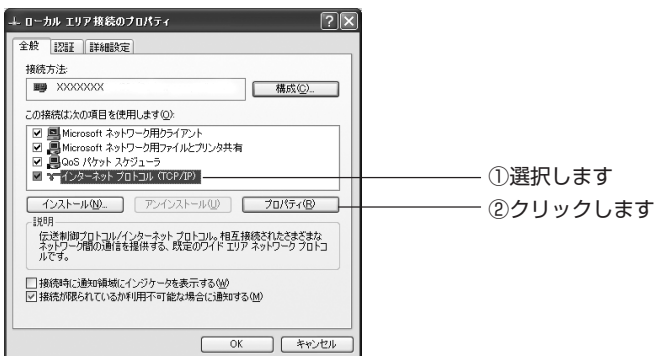 ローカル エリア接続のプロパティ
全般 認証 詳細設定
接続方法:
XXXXXXX 構成(C)...
この接続は次の項目を使用します(O):
Microsoft ネットワーク用クライアント
Microsoft ネットワーク用ファイルとプリンタ共有
QoS パケット スケジューラ
インターネット プロトコル (TCP/IP)
①選択します
インストール(N)... アンインストール(U) プロパティ(R)
②クリックします
説明
伝送制御プロトコル/インターネット プロトコル。相互接続されたさまざまな
ネットワーク間の通信を提供する、既定のワイド エリア ネットワーク プロトコ
ルです。
接続時に通知領域にインジケータを表示する(W)
接続が限られているか利用不可能な場合に通知する(M)
OK キャンセル